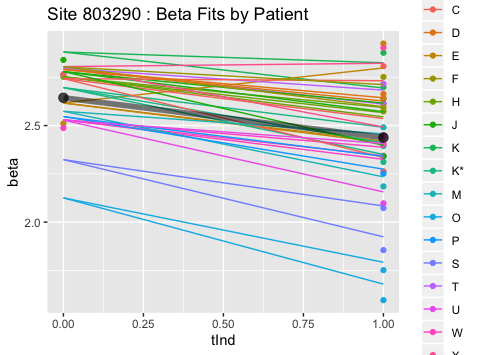 Site 803290 : Beta Fits by Patient
beta
2.5
2.0
0.00
0.25
0.50
0.75
1.00
tInd
C
D
E
F
H
J
K
K*
M
O
P
S
T
U
W